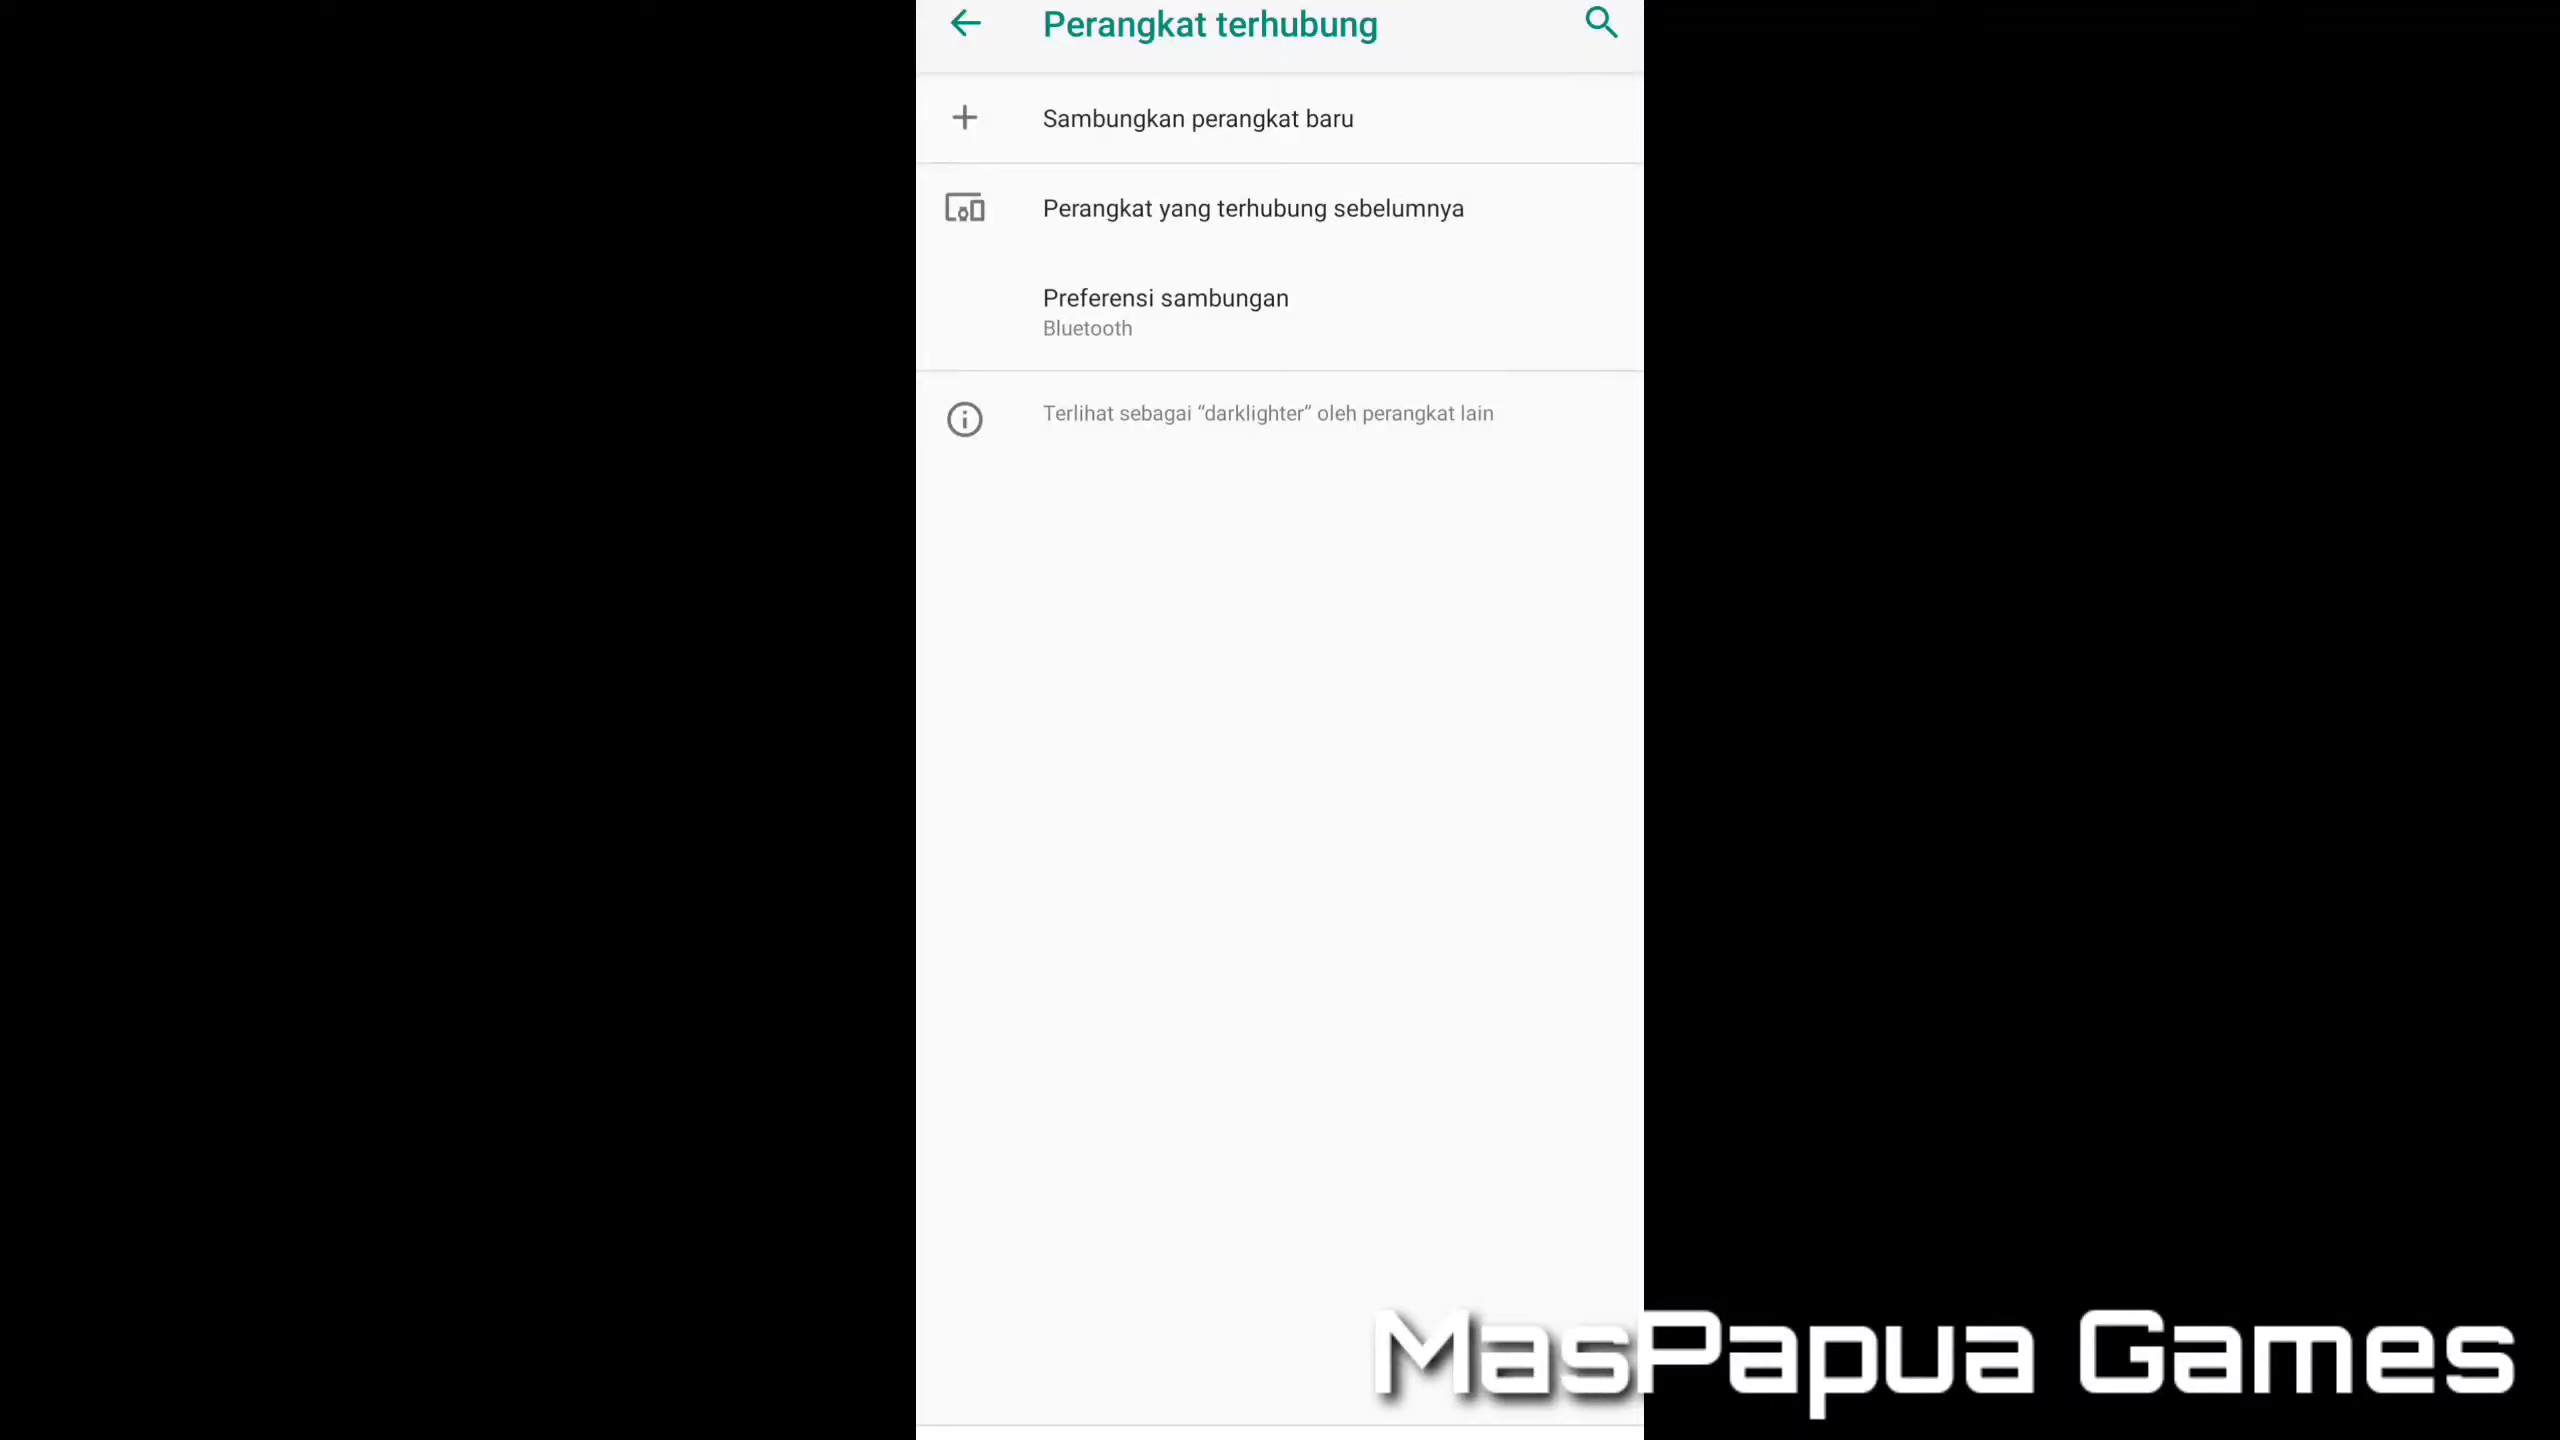 Perangkat terhubung
Sambungkan perangkat baru
Perangkat yang terhubung sebelumnya
Preferensi sambungan
Bluetooth
Terlihat sebagai “darklighter” oleh perangkat lain
MasPapua Games